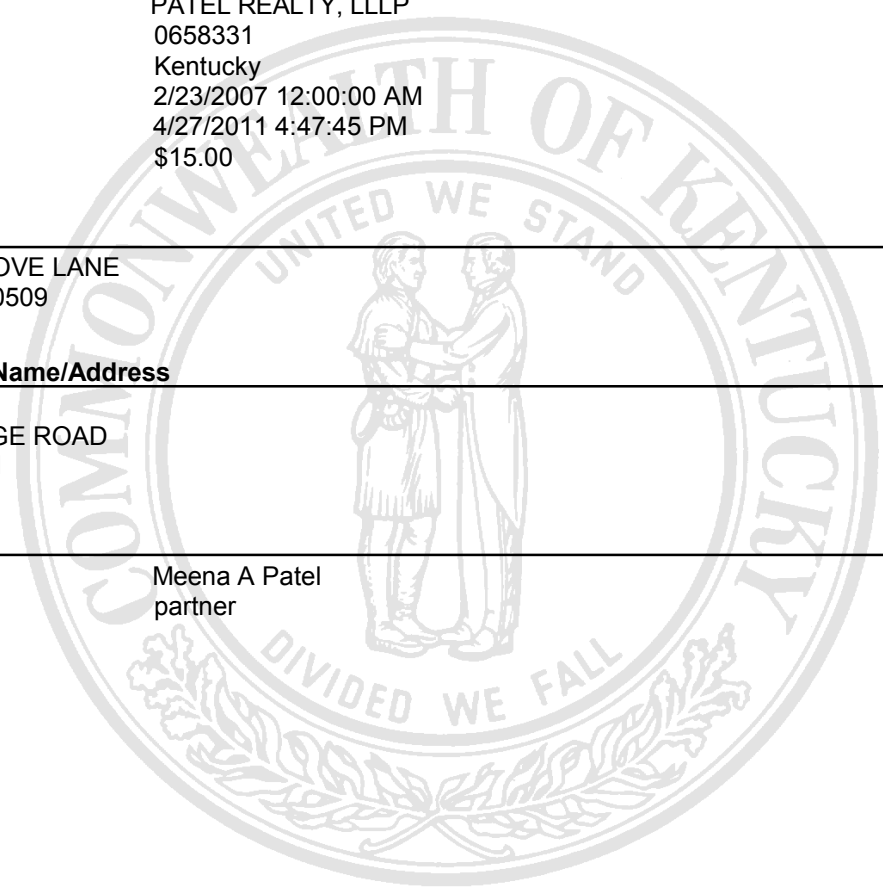 PATEL REALTY, LLLP
0658331
Kentucky
2/23/2007 12:00:00 AM
4/27/2011 4:47:45 PM
$15.00
OVE LANE
0509
Name/Address
GE ROAD
Meena A Patel
partner
COMMONWEALTH OF KENTUCKY
UNITED WE STAND
DIVIDED WE FALL